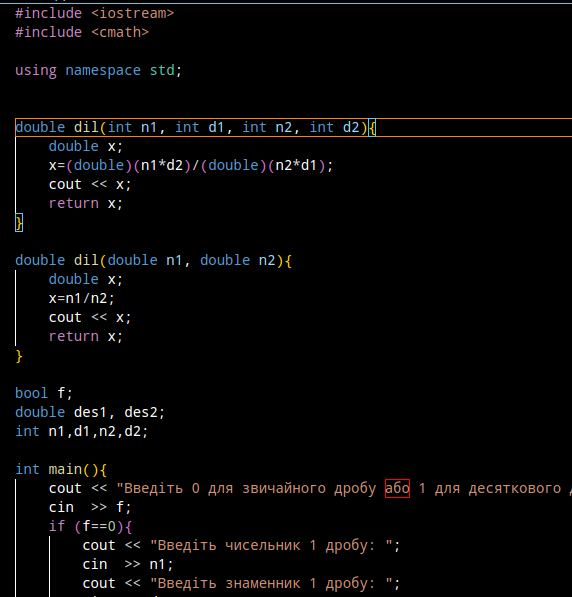 #include <iostream>
#include <cmath>
using namespace std;
double dil(int n1, int d1, int n2, int d2){
    double x;
    x=(double)(n1*d2)/(double)(n2*d1);
    cout << x;
    return x;
}
double dil(double n1, double n2){
    double x;
    x=n1/n2;
    cout << x;
    return x;
}
bool f;
double des1, des2;
int n1,d1,n2,d2;
int main(){
    cout << "Введіть 0 для звичайного дробу або 1 для десяткового
    cin  >> f;
    if (f==0){
        cout << "Введіть чисельник 1 дробу: ";
        cin  >> n1;
        cout << "Введіть знаменник 1 дробу: ";